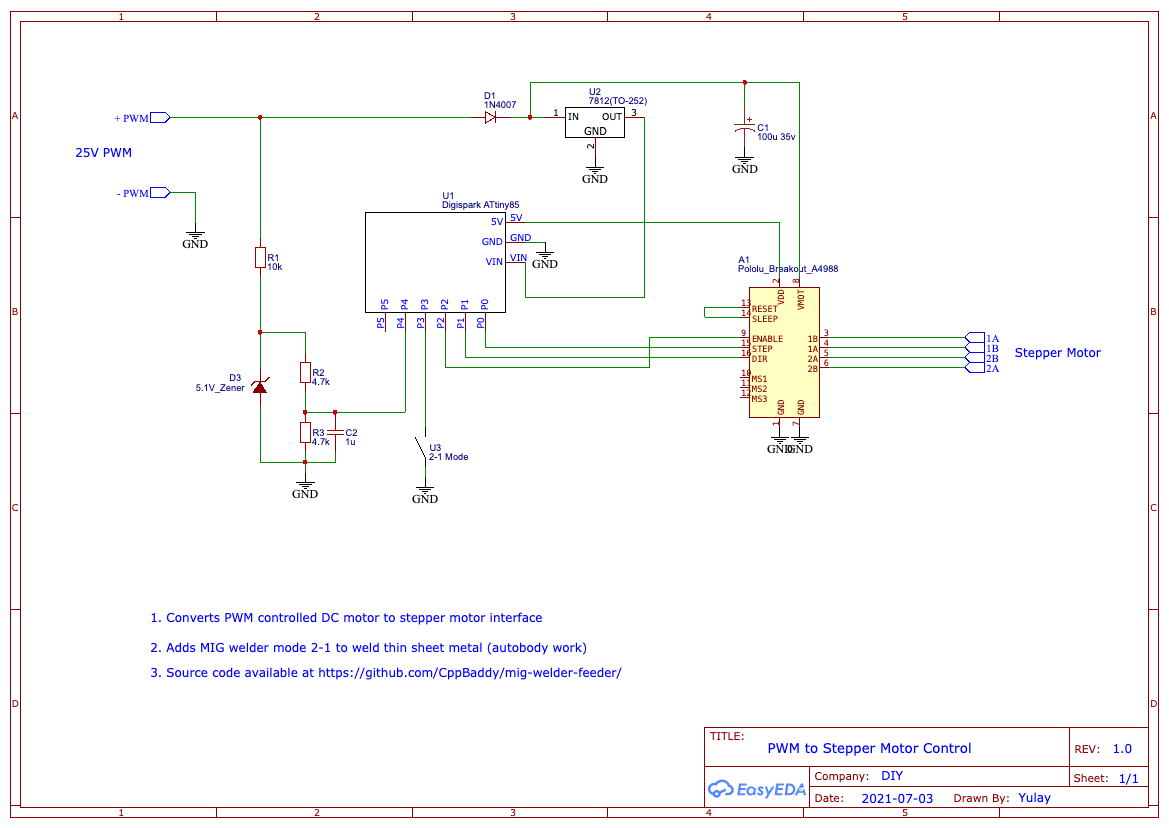 1 2 3 4 5
A A
B B
C C
D D
+ PWM
25V PWM
- PWM
GND
D1
1N4007
U2
7812(TO-252)
1 IN OUT 3
GND
2
GND
+
C1
100u 35v
GND
U1
Digispark ATtiny85
5V 5V
GND GND
VIN VIN
GND
P5 P4 P3 P2 P1 P0
P5 P4 P3 P2 P1 P0
R1
10k
D3
5.1V_Zener
R2
4.7k
R3
4.7k
C2
1u
GND
U3
2-1 Mode
GND
A1
Pololu_Breakout_A4988
2 8
VDD VMOT
13 RESET
14 SLEEP
9 ENABLE
15 STEP
16 DIR
10 MS1
11 MS2
12 MS3
1B 3
1A 4
2A 5
2B 6
GND GND
1 7
GND GND
1A
1B
2B
2A
Stepper Motor
1. Converts PWM controlled DC motor to stepper motor interface
2. Adds MIG welder mode 2-1 to weld thin sheet metal (autobody work)
3. Source code available at https://github.com/CppBaddy/mig-welder-feeder/
TITLE:
PWM to Stepper Motor Control
REV: 1.0
EasyEDA
Company: DIY
Sheet: 1/1
Date: 2021-07-03 Drawn By: Yulay
1 2 3 4 5